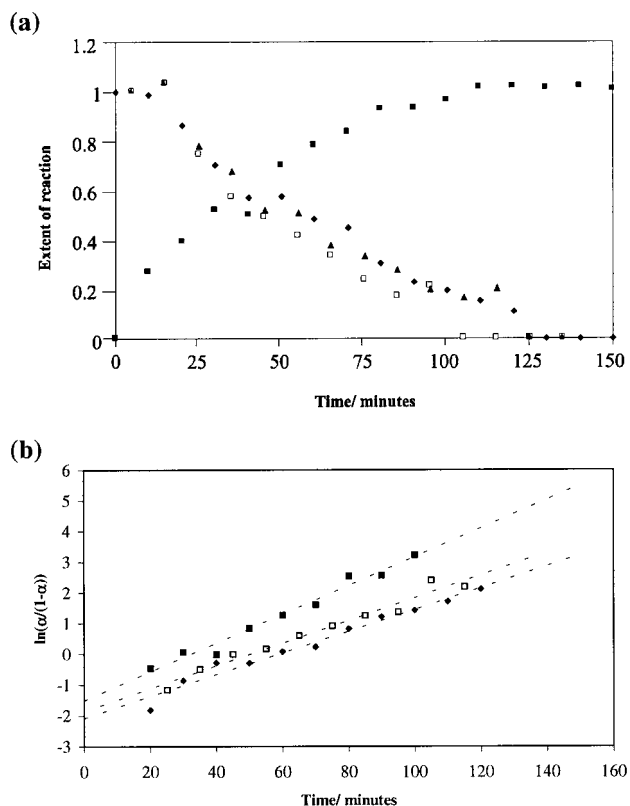 (a)
1.2
1
0.8
0.6
0.4
0.2
0
Extent of reaction
0 25 50 75 100 125 150
Time/ minutes
(b)
6
5
4
3
2
1
0
-1
-2
-3
ln(α/(1-α))
0 20 40 60 80 100 120 140 160
Time/ minutes